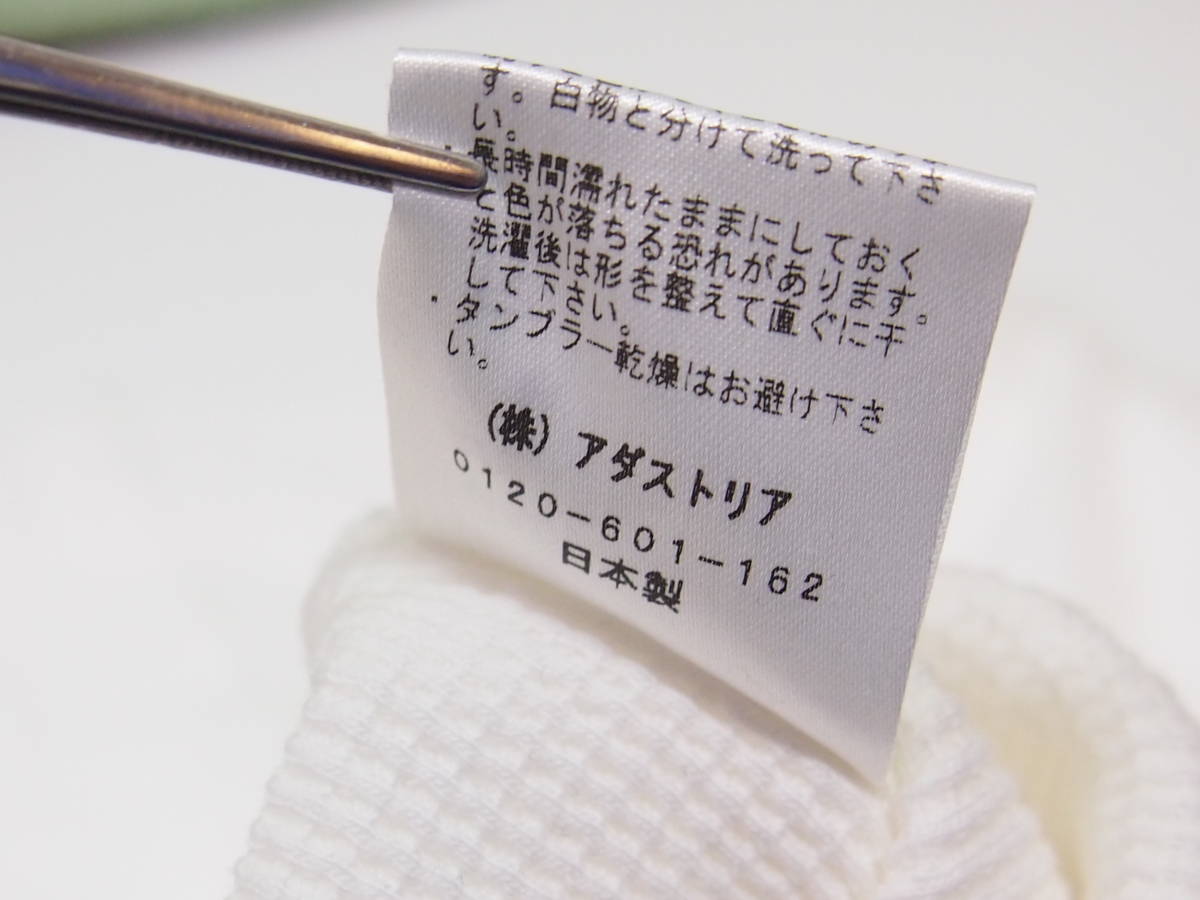 す。白物と分けて洗って下さ
い。
・長時間濡れたままにしておく
と色が落ちる恐れがあります。
洗濯後は形を整えて直ぐに干
して下さい。
・タンブラー乾燥はお避け下さ
い。
(株)アダストリア
0120-601-162
日本製